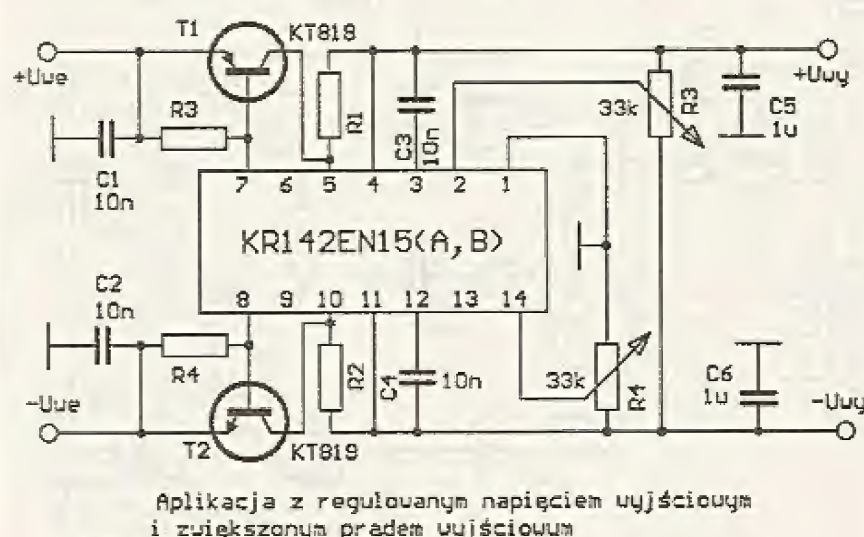 T1 KT818
+Uwe
+Uwy
R3
R1
C3
10n
33k
R3
C5
1u
C1
10n
7 6 5 4 3 2 1
KR142EN15(A,B)
8 9 10 11 12 13 14
C2
10n
R4
R2
C4
10n
33k
R4
C6
1u
-Uwe
-Uwy
T2
KT819
Aplikacja z regulowanym napięciem wyjściowym
i zwiększonym prądem wyjściowym